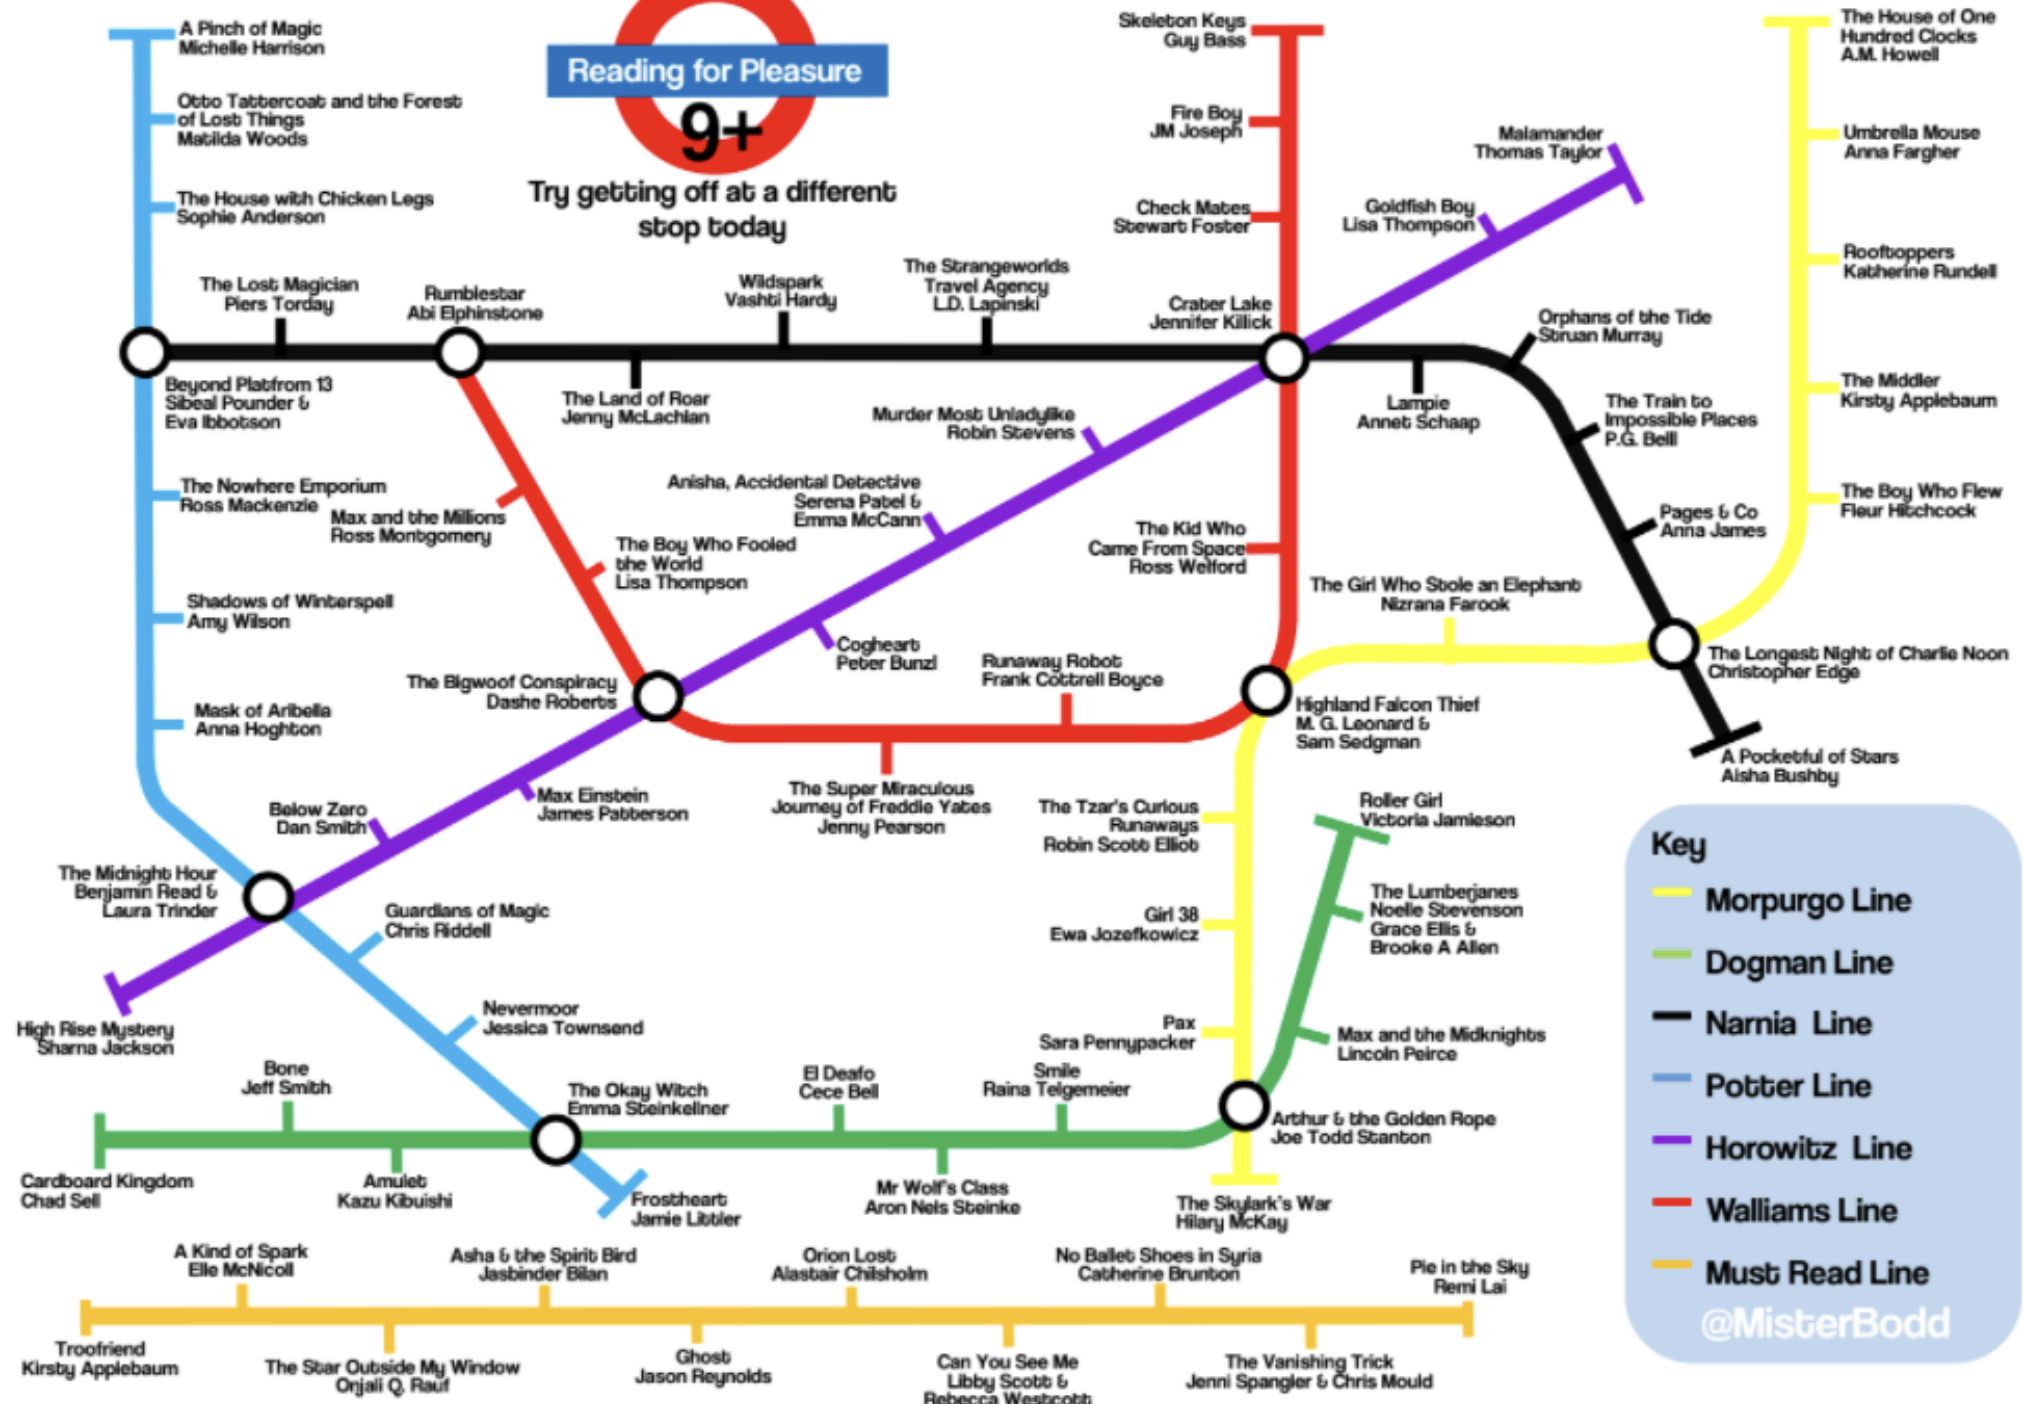 Reading for Pleasure
9+
Try getting off at a different
stop today
A Pinch of Magic
Michelle Harrison
Otto Tattercoat and the Forest
of Lost Things
Matilda Woods
The House with Chicken Legs
Sophie Anderson
Beyond Platfrom 13
Sibeal Pounder &
Eva Ibbotson
The Nowhere Emporium
Ross Mackenzie
Shadows of Winterspell
Amy Wilson
Mask of Aribella
Anna Hoghton
The Midnight Hour
Benjamin Read &
Laura Trinder
Guardians of Magic
Chris Riddell
Nevermoor
Jessica Townsend
The Okay Witch
Emma Steinkellner
Frostheart
Jamie Littler
The Lost Magician
Piers Torday
Rumblestar
Abi Elphinstone
The Land of Roar
Jenny McLachlan
Wildspark
Vashti Hardy
The Strangeworlds
Travel Agency
L.D. Lapinski
Crater Lake
Jennifer Killick
Lampie
Annet Schaap
Orphans of the Tide
Struan Murray
The Train to
Impossible Places
P.G. Belll
Pages & Co
Anna James
The Longest Night of Charlie Noon
Christopher Edge
A Pocketful of Stars
Aisha Bushby
Skeleton Keys
Guy Bass
Fire Boy
JM Joseph
Check Mates
Stewart Foster
The Kid Who
Came From Space
Ross Welford
Highland Falcon Thief
M. G. Leonard &
Sam Sedgman
Runaway Robot
Frank Cottrell Boyce
The Super Miraculous
Journey of Freddie Yates
Jenny Pearson
The Bigwoof Conspiracy
Dashe Roberts
The Boy Who Fooled
the World
Lisa Thompson
Max and the Millions
Ross Montgomery
Malamander
Thomas Taylor
Goldfish Boy
Lisa Thompson
Murder Most Unladylike
Robin Stevens
Anisha, Accidental Detective
Serena Patel &
Emma McCann
Cogheart
Peter Bunzl
Max Einstein
James Patterson
Below Zero
Dan Smith
High Rise Mystery
Sharna Jackson
The House of One
Hundred Clocks
A.M. Howell
Umbrella Mouse
Anna Fargher
Rooftoppers
Katherine Rundell
The Middler
Kirsty Applebaum
The Boy Who Flew
Fleur Hitchcock
The Girl Who Stole an Elephant
Nizrana Farook
The Tzar's Curious
Runaways
Robin Scott Elliot
Girl 38
Ewa Jozefkowicz
Pax
Sara Pennypacker
Arthur & the Golden Rope
Joe Todd Stanton
The Skylark's War
Hilary McKay
Roller Girl
Victoria Jamieson
The Lumberjanes
Noelle Stevenson
Grace Ellis &
Brooke A Allen
Max and the Midknights
Lincoln Peirce
Smile
Raina Telgemeier
Mr Wolf's Class
Aron Nels Steinke
El Deafo
Cece Bell
Amulet
Kazu Kibuishi
Bone
Jeff Smith
Cardboard Kingdom
Chad Sell
Troofriend
Kirsty Applebaum
A Kind of Spark
Elle McNicoll
The Star Outside My Window
Onjali Q. Rauf
Asha & the Spirit Bird
Jasbinder Bilan
Ghost
Jason Reynolds
Orion Lost
Alastair Chilsholm
Can You See Me
Libby Scott &
Rebecca Westcott
No Ballet Shoes in Syria
Catherine Brunton
The Vanishing Trick
Jenni Spangler & Chris Mould
Pie in the Sky
Remi Lai
Key
Morpurgo Line
Dogman Line
Narnia Line
Potter Line
Horowitz Line
Walliams Line
Must Read Line
@MisterBodd